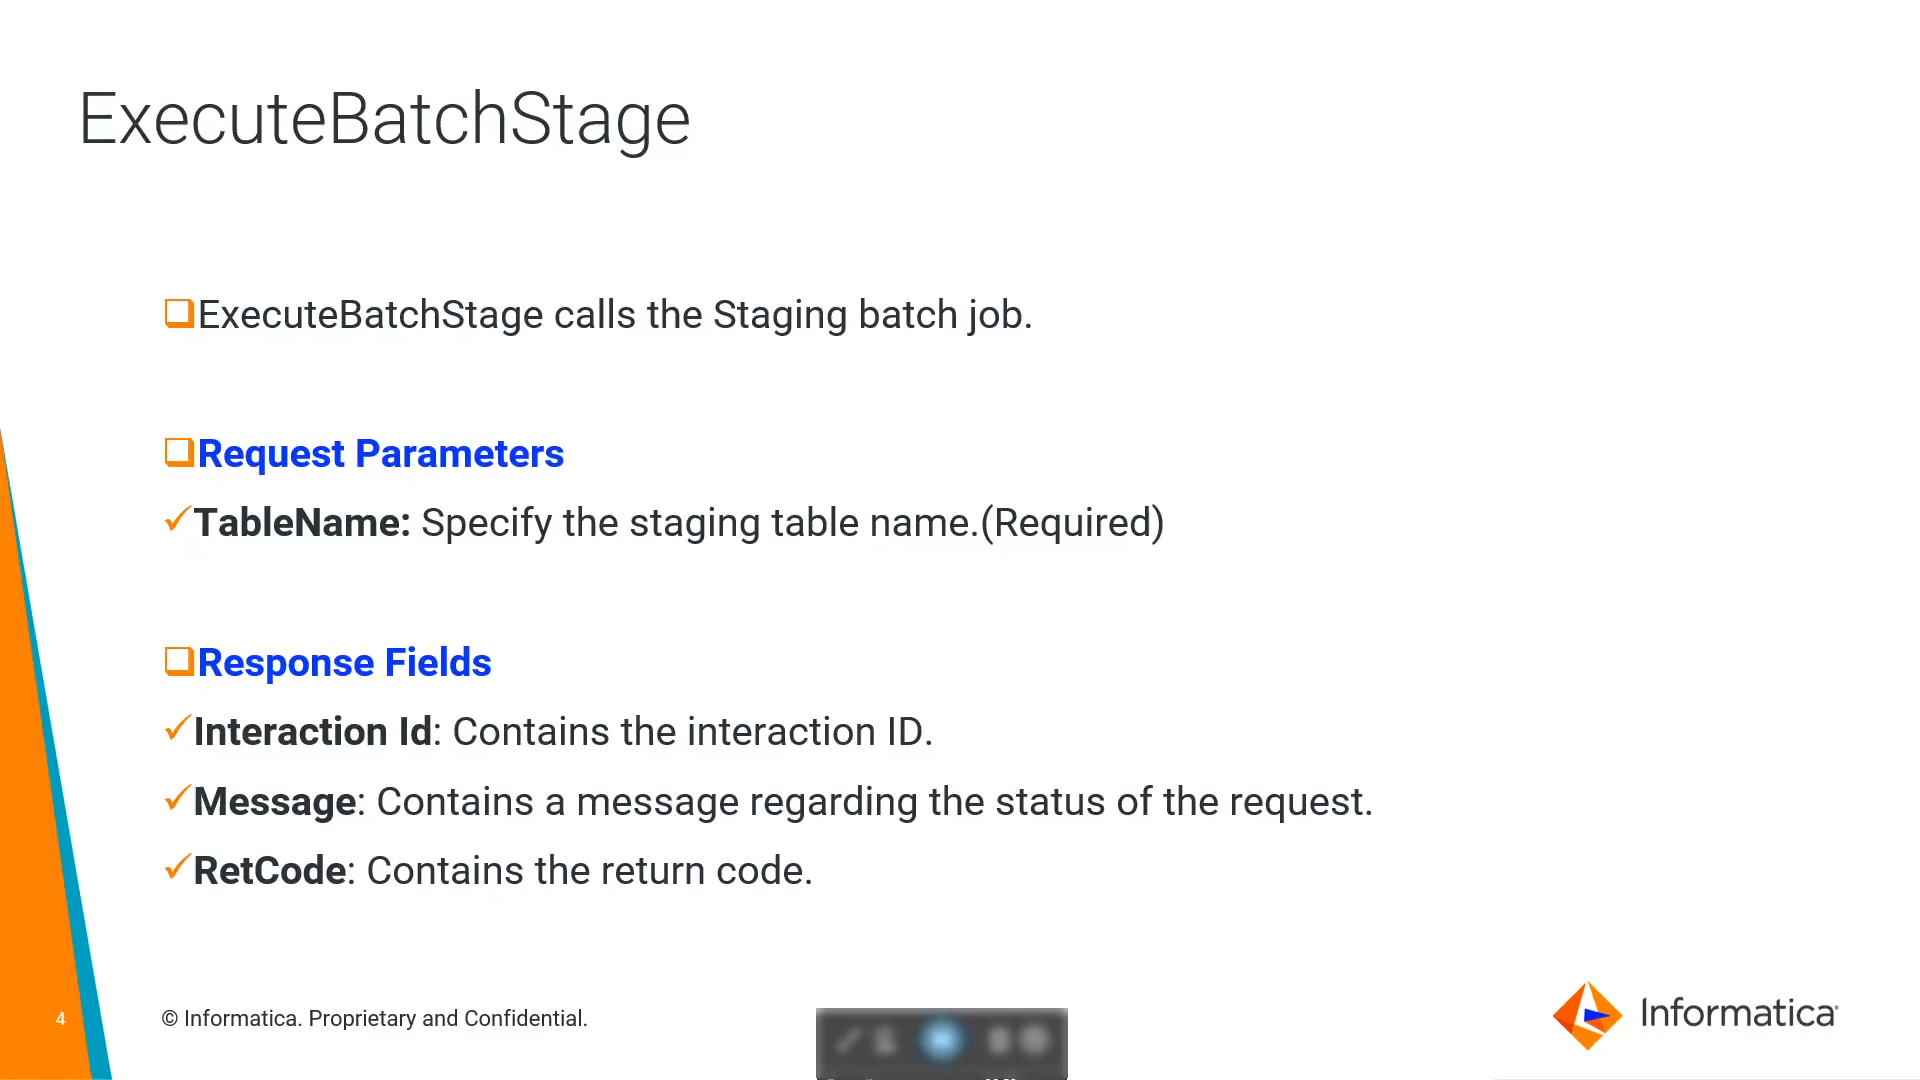 ExecuteBatchStage
ExecuteBatchStage calls the Staging batch job.
Request Parameters
TableName: Specify the staging table name.(Required)
Response Fields
Interaction Id: Contains the interaction ID.
Message: Contains a message regarding the status of the request.
RetCode: Contains the return code.
4
© Informatica. Proprietary and Confidential.
Informatica